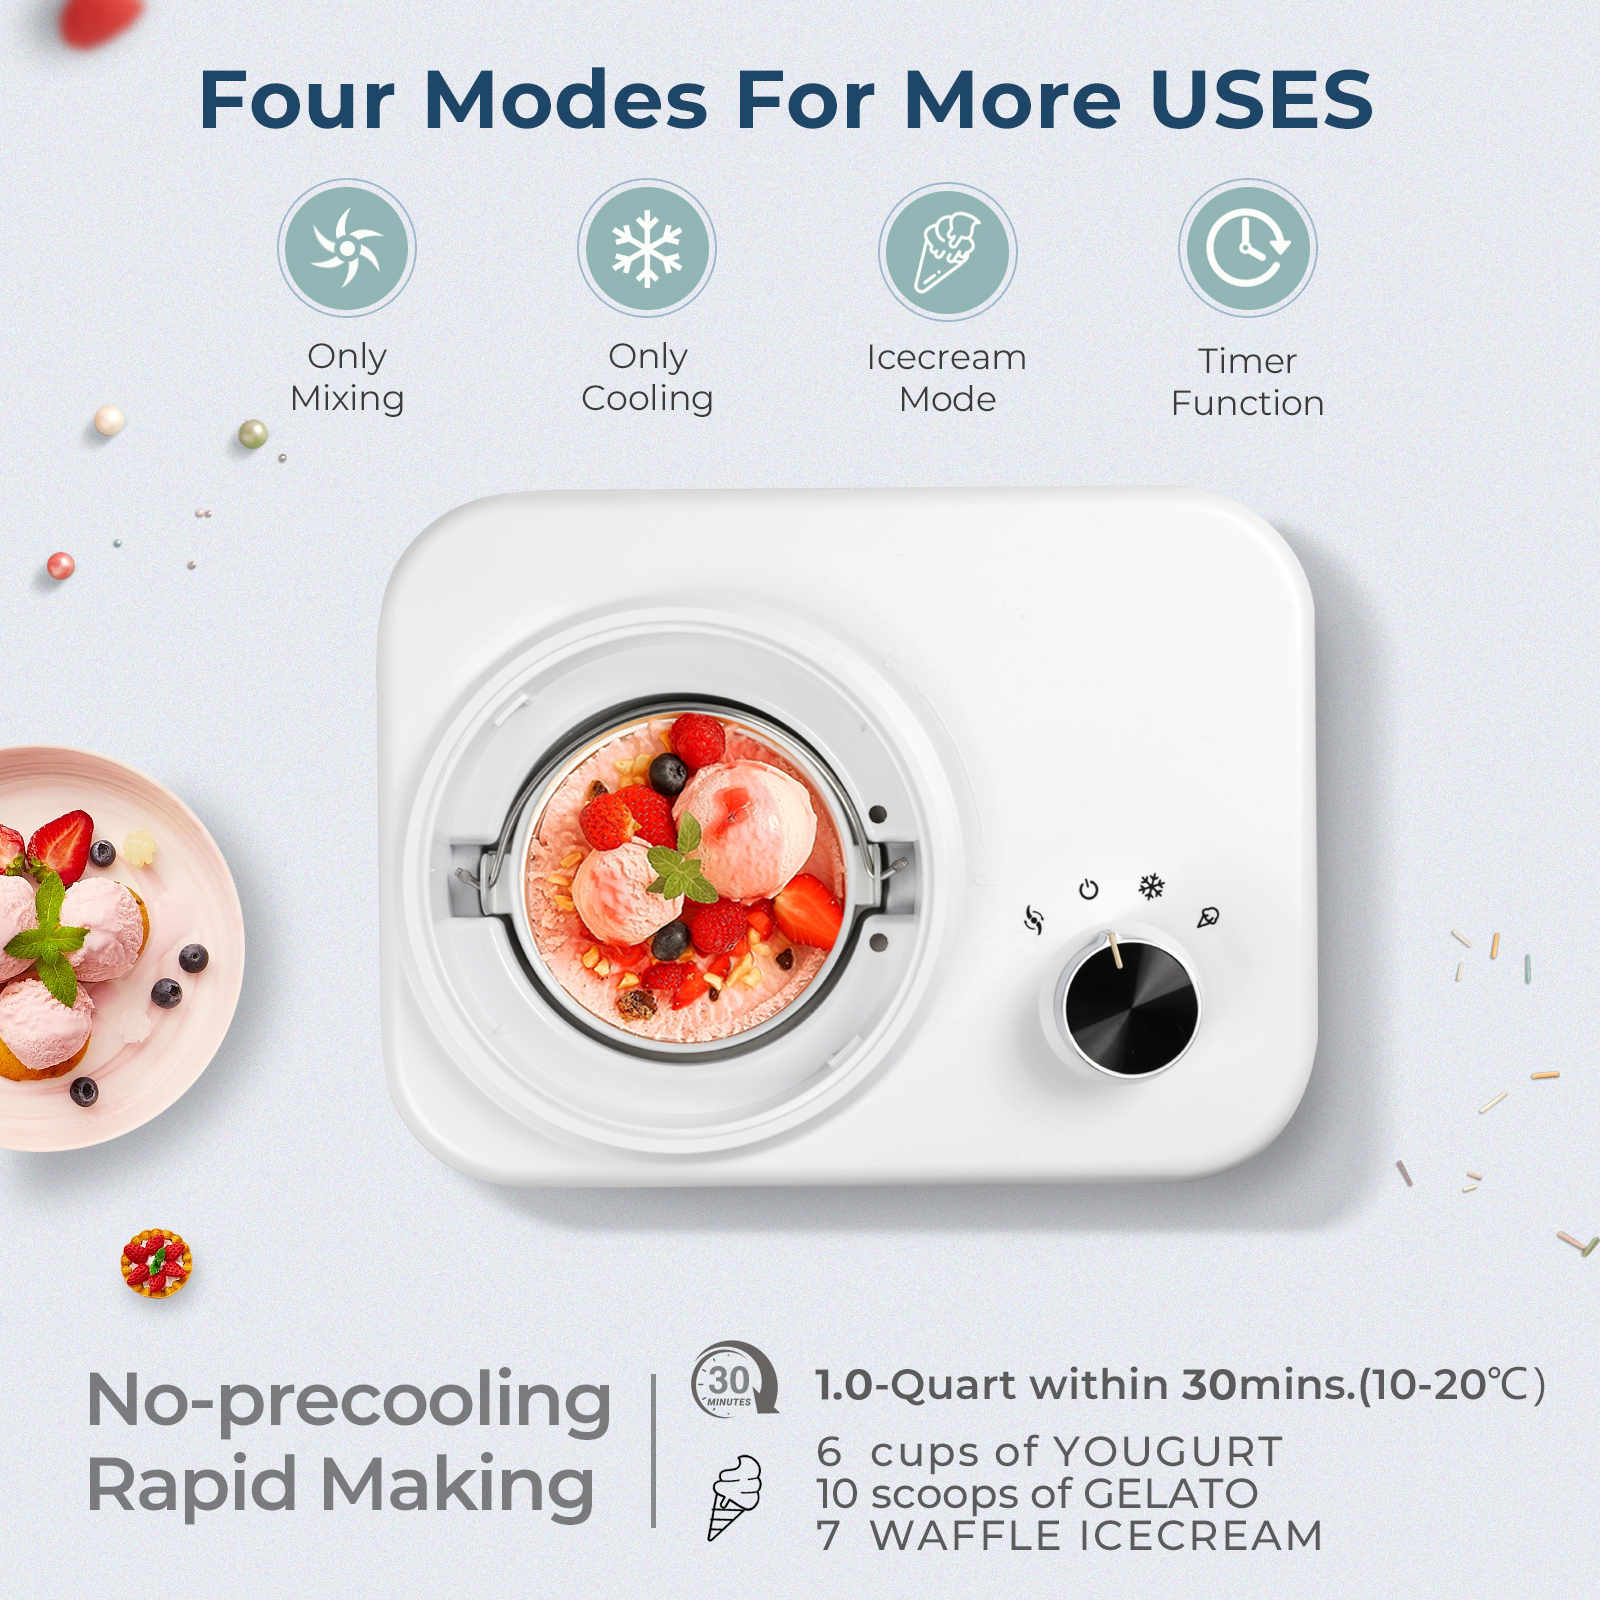 Four Modes For More USES
Only
Mixing
Only
Cooling
Icecream
Mode
Timer
Function
No-precooling
Rapid Making
30
MINUTES
1.0-Quart within 30mins.(10-20℃)
6 cups of YOUGURT
10 scoops of GELATO
7 WAFFLE ICECREAM